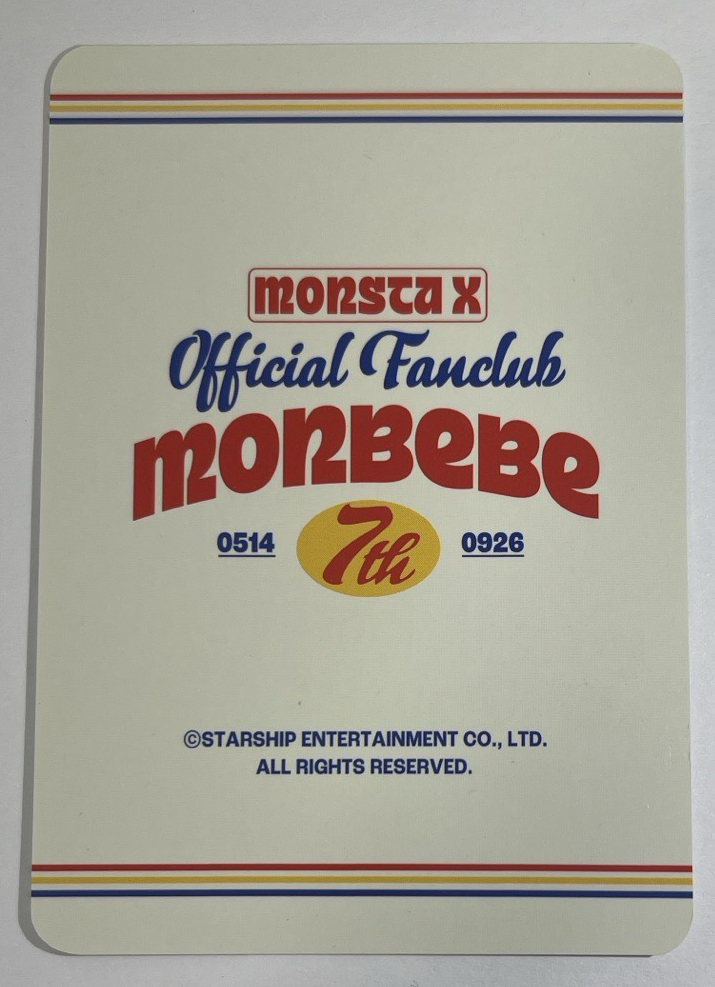 MONSTA X
Official Fanclub
MONBEBE
0514 7th 0926
©STARSHIP ENTERTAINMENT CO., LTD.
ALL RIGHTS RESERVED.